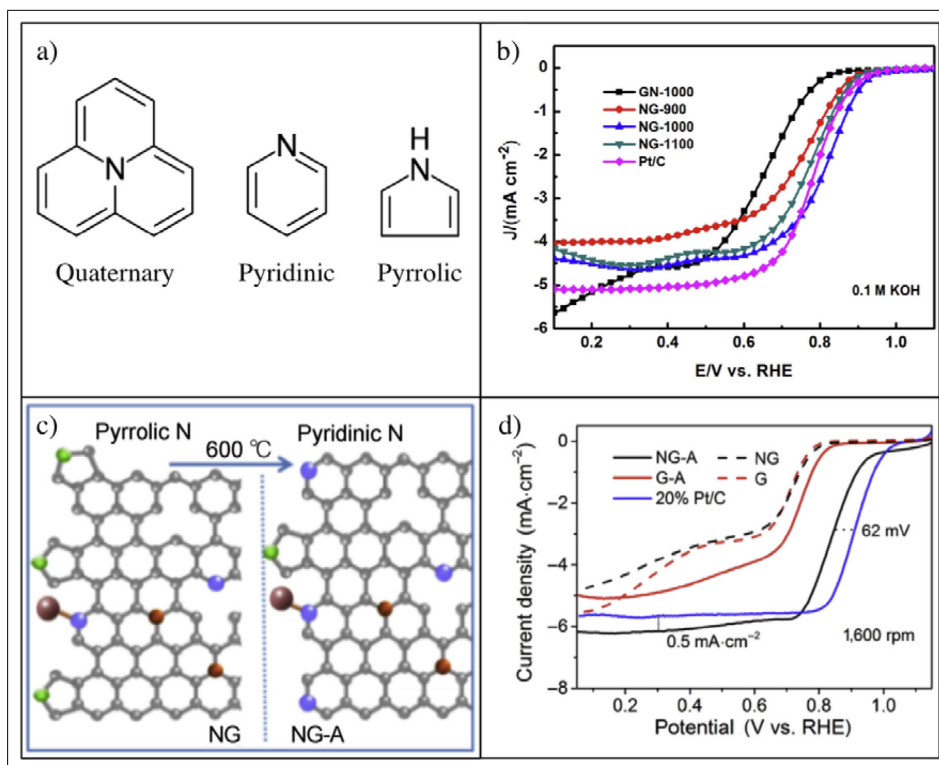 a)
N
Quaternary
N
Pyridinic
H
N
Pyrrolic
b)
GN-1000
NG-900
NG-1000
NG-1100
Pt/C
0
-1
-2
-3
-4
-5
-6
J/(mA cm⁻²)
0.1 M KOH
0.2 0.4 0.6 0.8 1.0
E/V vs. RHE
c)
Pyrrolic N
600 ℃
Pyridinic N
NG
NG-A
d)
NG-A
NG
G-A
G
20% Pt/C
0
−2
−4
−6
−8
Current density (mA·cm⁻²)
62 mV
0.5 mA·cm⁻²
1,600 rpm
0.2 0.4 0.6 0.8 1.0
Potential (V vs. RHE)